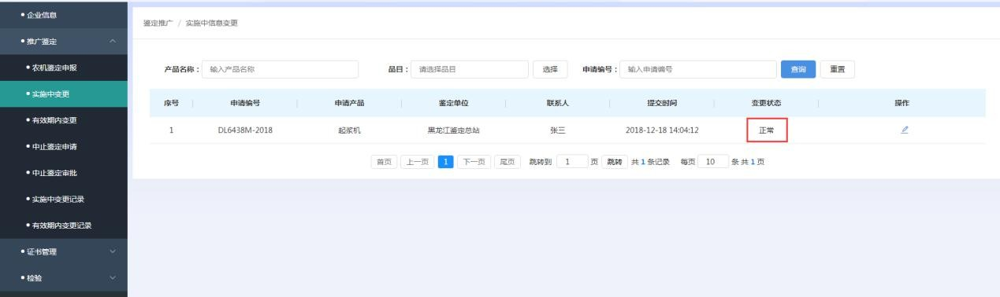 企业信息
推广鉴定
农机鉴定申报
实施中变更
有效期内变更
中止鉴定申请
中止鉴定审批
实施中变更记录
有效期内变更记录
证书管理
检验
鉴定推广 / 实施中信息变更
产品名称： 输入产品名称 品目： 请选择品目 选择 申请编号： 输入申请编号 查询 重置
序号 申请编号 申请产品 鉴定单位 联系人 提交时间 变更状态 操作
1 DL6438M-2018 起浆机 黑龙江鉴定总站 张三 2018-12-18 14:04:12 正常
首页 上一页 1 下一页 尾页 跳转到 1 页 跳转 共 1 条记录 每页 10 条 共 1 页